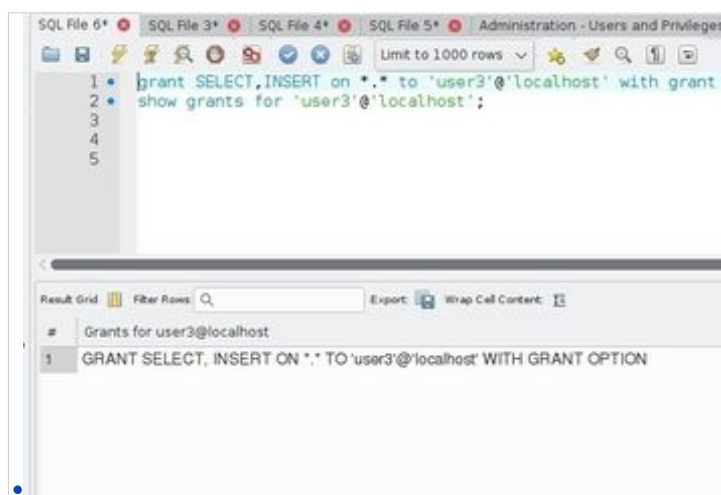 SQL File 6* SQL File 3* SQL File 4* SQL File 5* Administration - Users and Privileges
Limit to 1000 rows
1 grant SELECT,INSERT on *.* to 'user3'@'localhost' with grant
2 show grants for 'user3'@'localhost';
3
4
5
Result Grid Filter Rows: Export: Wrap Cell Content:
# Grants for user3@localhost
1 GRANT SELECT, INSERT ON *.* TO 'user3'@'localhost' WITH GRANT OPTION